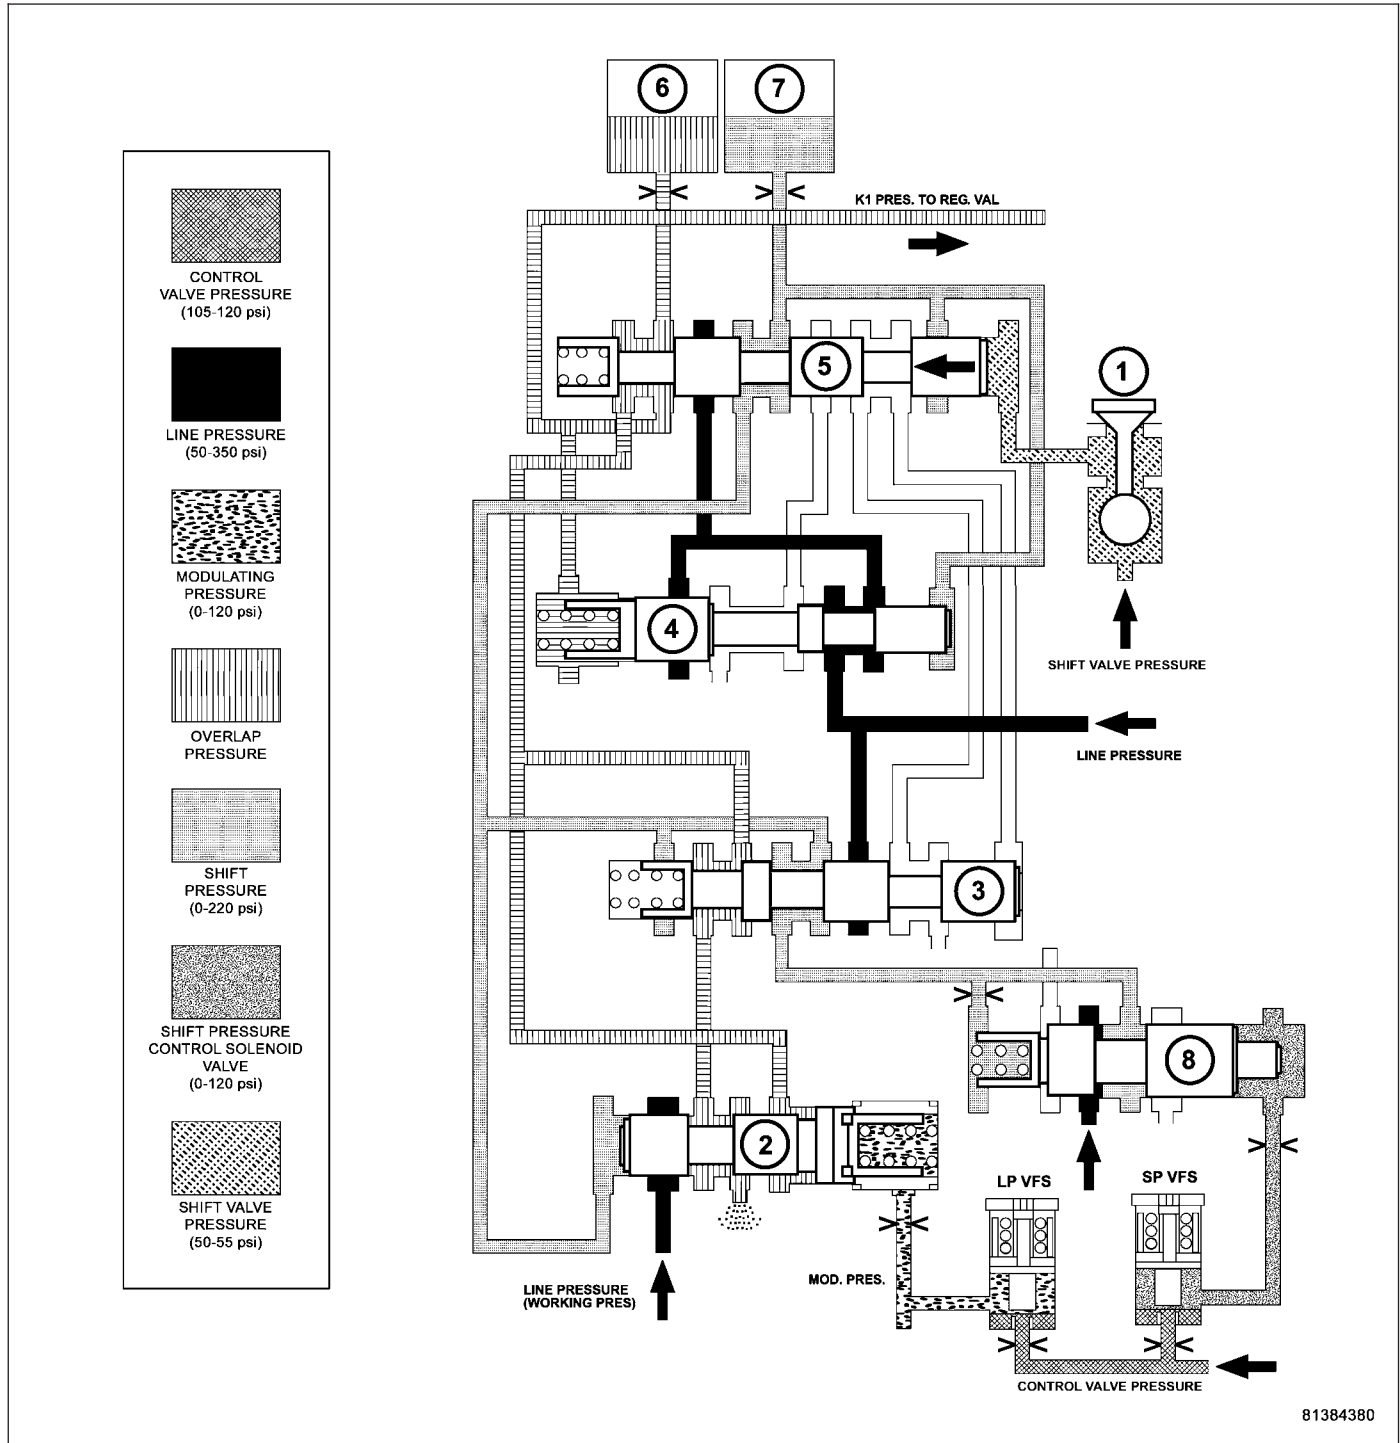 6
7
K1 PRES. TO REG. VAL
CONTROL
VALVE PRESSURE
(105-120 psi)
LINE PRESSURE
(50-350 psi)
MODULATING
PRESSURE
(0-120 psi)
OVERLAP
PRESSURE
SHIFT
PRESSURE
(0-220 psi)
SHIFT PRESSURE
CONTROL SOLENOID
VALVE
(0-120 psi)
SHIFT VALVE
PRESSURE
(50-55 psi)
5
1
4
SHIFT VALVE PRESSURE
LINE PRESSURE
3
8
2
LP VFS
SP VFS
MOD. PRES.
LINE PRESSURE
(WORKING PRES)
CONTROL VALVE PRESSURE
81384380